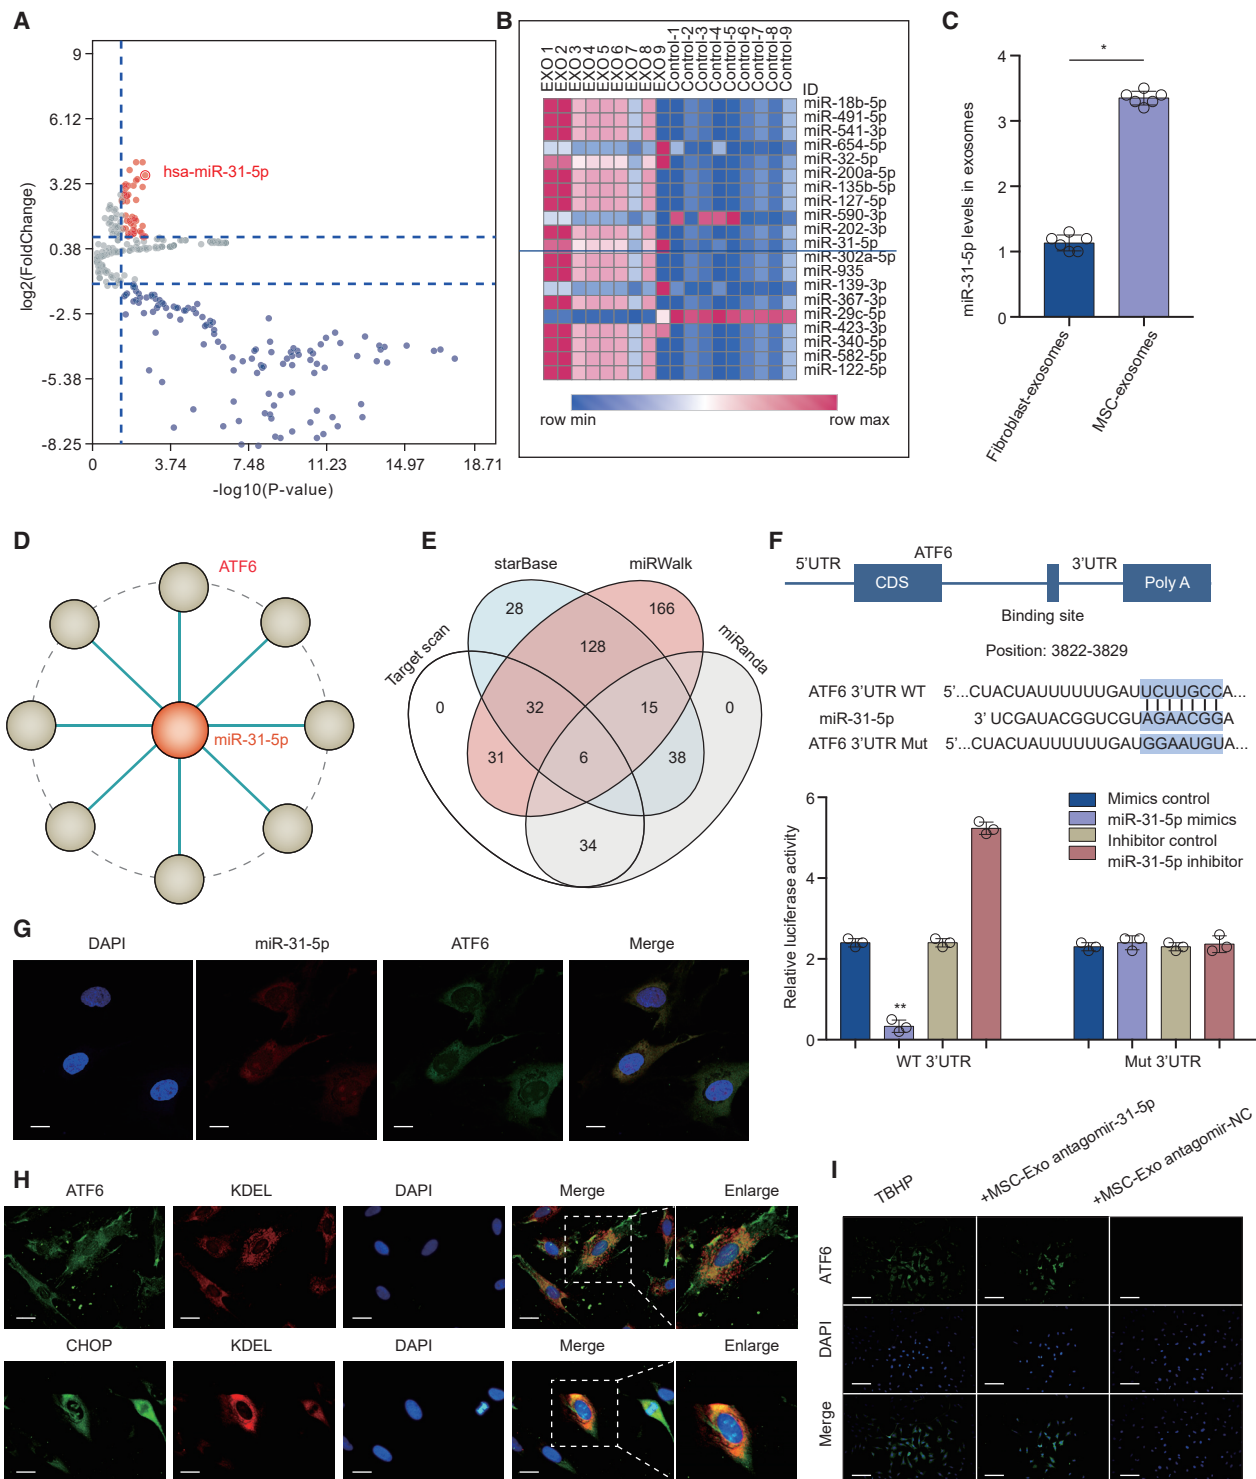 A
9
6.12
3.25
0.38
-2.5
-5.38
-8.25
log2(FoldChange)
hsa-miR-31-5p
0
3.74
7.48
11.23
14.97
18.71
-log10(P-value)
B
EXO 1
EXO 2
EXO 3
EXO 4
EXO 5
EXO 6
EXO 7
EXO 8
EXO 9
Control-1
Control-2
Control-3
Control-4
Control-5
Control-6
Control-7
Control-8
Control-9
ID
miR-18b-5p
miR-491-5p
miR-541-3p
miR-654-5p
miR-32-5p
miR-200a-5p
miR-135b-5p
miR-127-5p
miR-590-3p
miR-202-3p
miR-31-5p
miR-302a-5p
miR-935
miR-139-3p
miR-367-3p
miR-29c-5p
miR-423-3p
miR-340-5p
miR-582-5p
miR-122-5p
row min
row max
C
4
3
2
1
0
miR-31-5p levels in exosomes
*
Fibroblast-exosomes
MSC-exosomes
D
ATF6
miR-31-5p
E
Target scan
starBase
miRWalk
miRanda
28
166
128
0
32
15
0
31
6
38
34
F
5'UTR
ATF6
3'UTR
CDS
Poly A
Binding site
Position: 3822-3829
ATF6 3'UTR WT 5'...CUACUAUUUUUUGAUUCUUGCCA...
miR-31-5p 3' UCGAUACGGUCGUAGAACGGA
ATF6 3'UTR Mut 5'...CUACUAUUUUUUGAUGGAAUGUA...
6
4
2
0
Relative luciferase activity
Mimics control
miR-31-5p mimics
Inhibitor control
miR-31-5p inhibitor
**
WT 3'UTR
Mut 3'UTR
G
DAPI
miR-31-5p
ATF6
Merge
H
ATF6
KDEL
DAPI
Merge
Enlarge
CHOP
KDEL
DAPI
Merge
Enlarge
I
TBHP
+MSC-Exo antagomir-31-5p
+MSC-Exo antagomir-NC
ATF6
DAPI
Merge